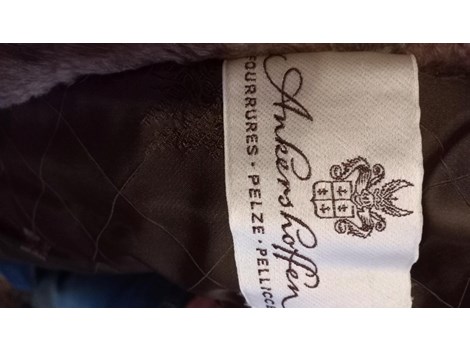 Ankershoffen
FOURRURES · PELZE · PELLICC